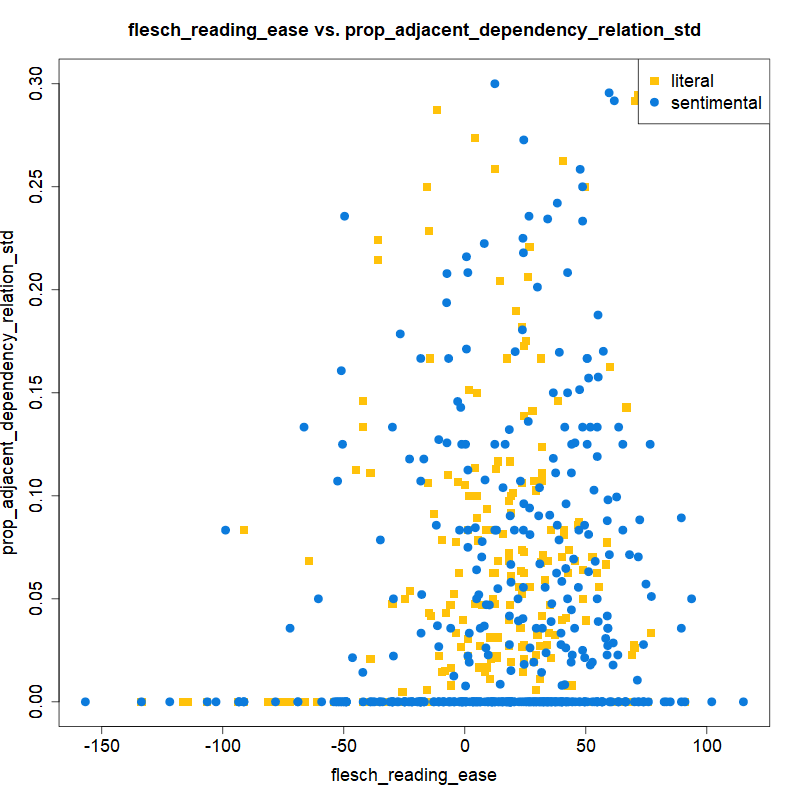 flesch_reading_ease vs. prop_adjacent_dependency_relation_std
literal
sentimental
prop_adjacent_dependency_relation_std
0.30
0.25
0.20
0.15
0.10
0.05
0.00
-150 -100 -50 0 50 100
flesch_reading_ease